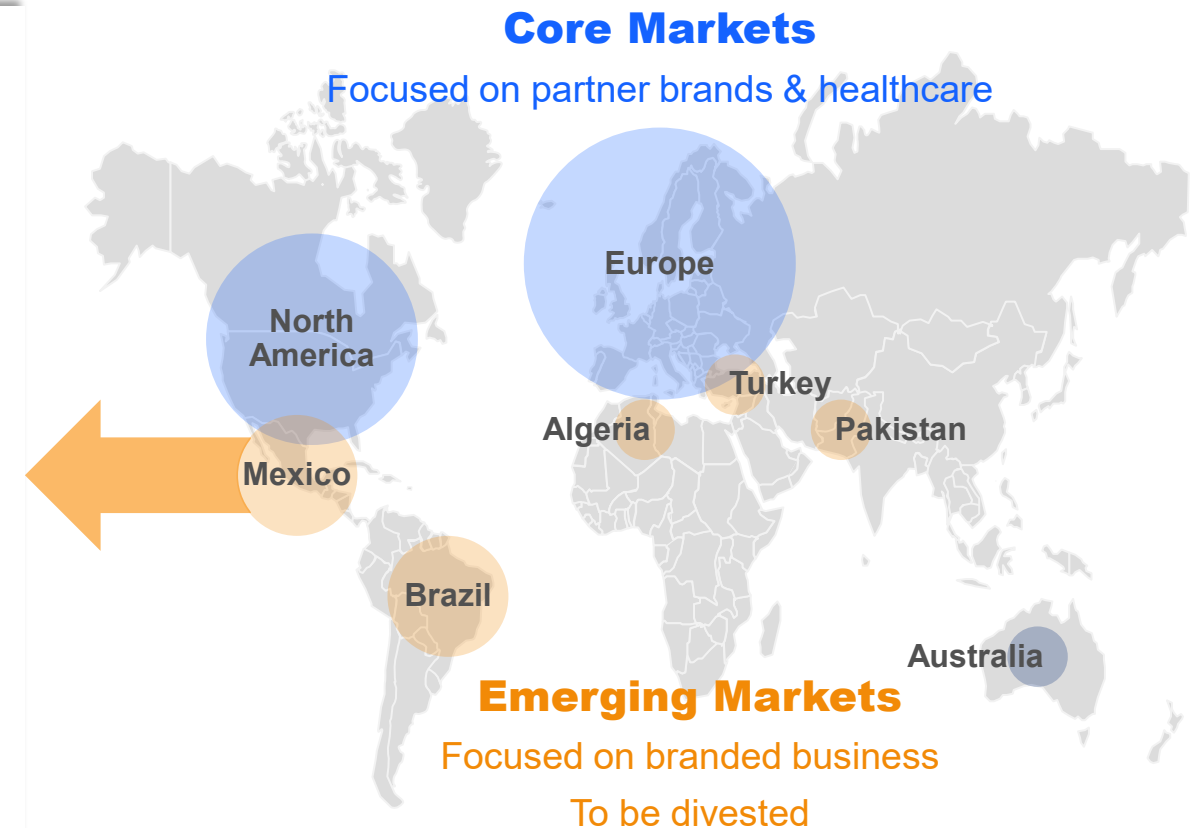 Core Markets
Focused on partner brands & healthcare
Europe
North
America
Turkey
Algeria
Pakistan
Mexico
Brazil
Australia
Emerging Markets
Focused on branded business
To be divested